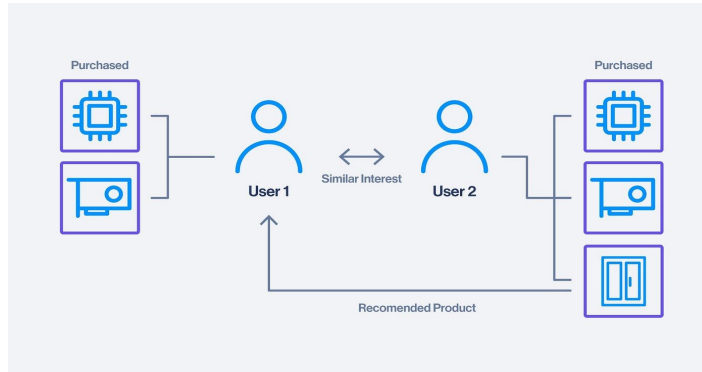 Purchased
Purchased
Similar Interest
User 1
User 2
Recomended Product